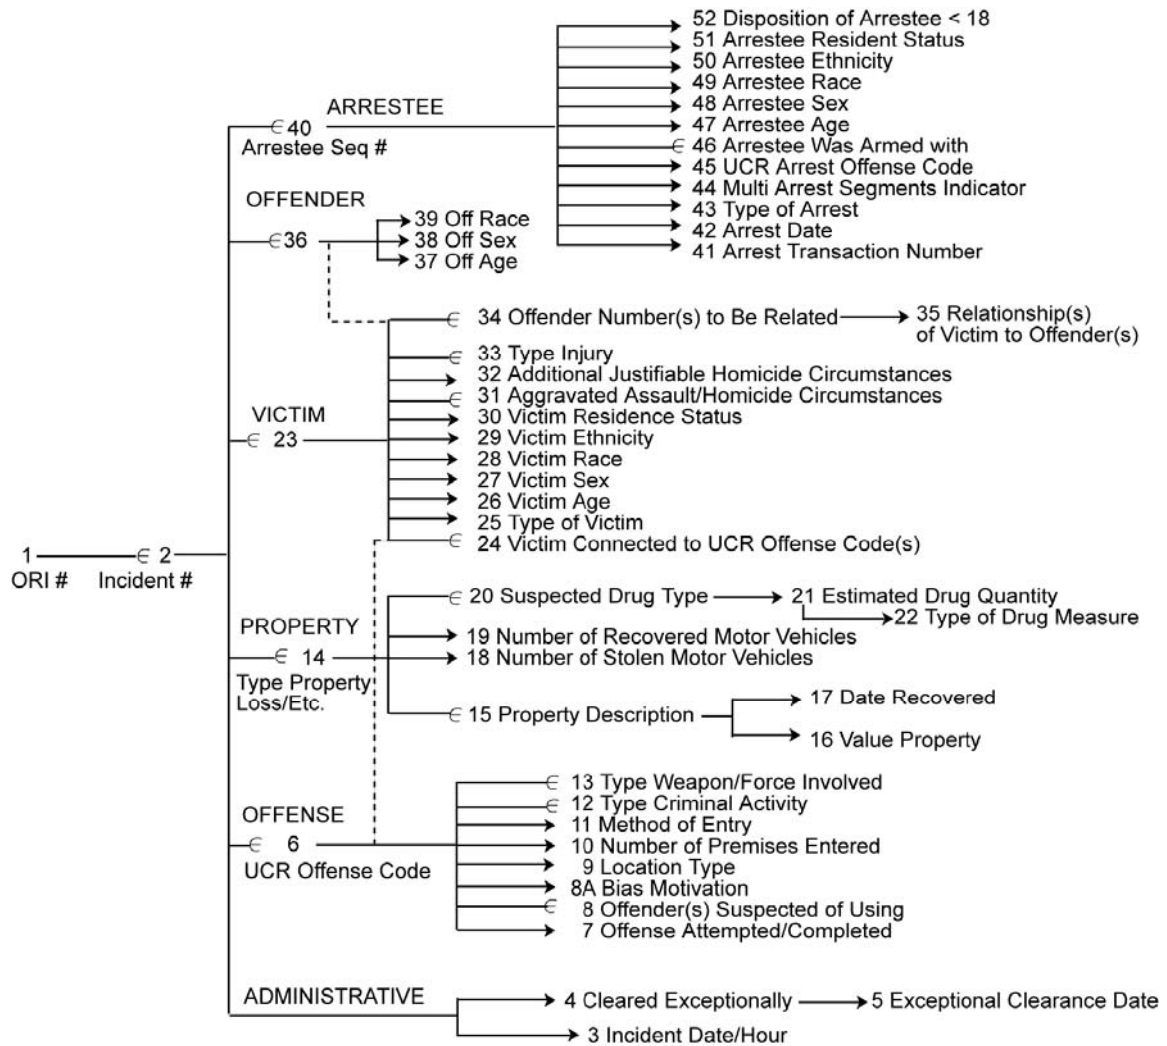 52 Disposition of Arrestee < 18
51 Arrestee Resident Status
50 Arrestee Ethnicity
49 Arrestee Race
48 Arrestee Sex
47 Arrestee Age
46 Arrestee Was Armed with
45 UCR Arrest Offense Code
44 Multi Arrest Segments Indicator
43 Type of Arrest
42 Arrest Date
41 Arrest Transaction Number
ARRESTEE
40
Arrestee Seq #
OFFENDER
36
39 Off Race
38 Off Sex
37 Off Age
34 Offender Number(s) to Be Related
35 Relationship(s)
of Victim to Offender(s)
33 Type Injury
32 Additional Justifiable Homicide Circumstances
31 Aggravated Assault/Homicide Circumstances
30 Victim Residence Status
29 Victim Ethnicity
28 Victim Race
27 Victim Sex
26 Victim Age
25 Type of Victim
24 Victim Connected to UCR Offense Code(s)
VICTIM
23
1
ORI #
2
Incident #
PROPERTY
14
Type Property
Loss/Etc.
20 Suspected Drug Type
21 Estimated Drug Quantity
22 Type of Drug Measure
19 Number of Recovered Motor Vehicles
18 Number of Stolen Motor Vehicles
15 Property Description
17 Date Recovered
16 Value Property
OFFENSE
6
UCR Offense Code
13 Type Weapon/Force Involved
12 Type Criminal Activity
11 Method of Entry
10 Number of Premises Entered
9 Location Type
8A Bias Motivation
8 Offender(s) Suspected of Using
7 Offense Attempted/Completed
ADMINISTRATIVE
4 Cleared Exceptionally
5 Exceptional Clearance Date
3 Incident Date/Hour